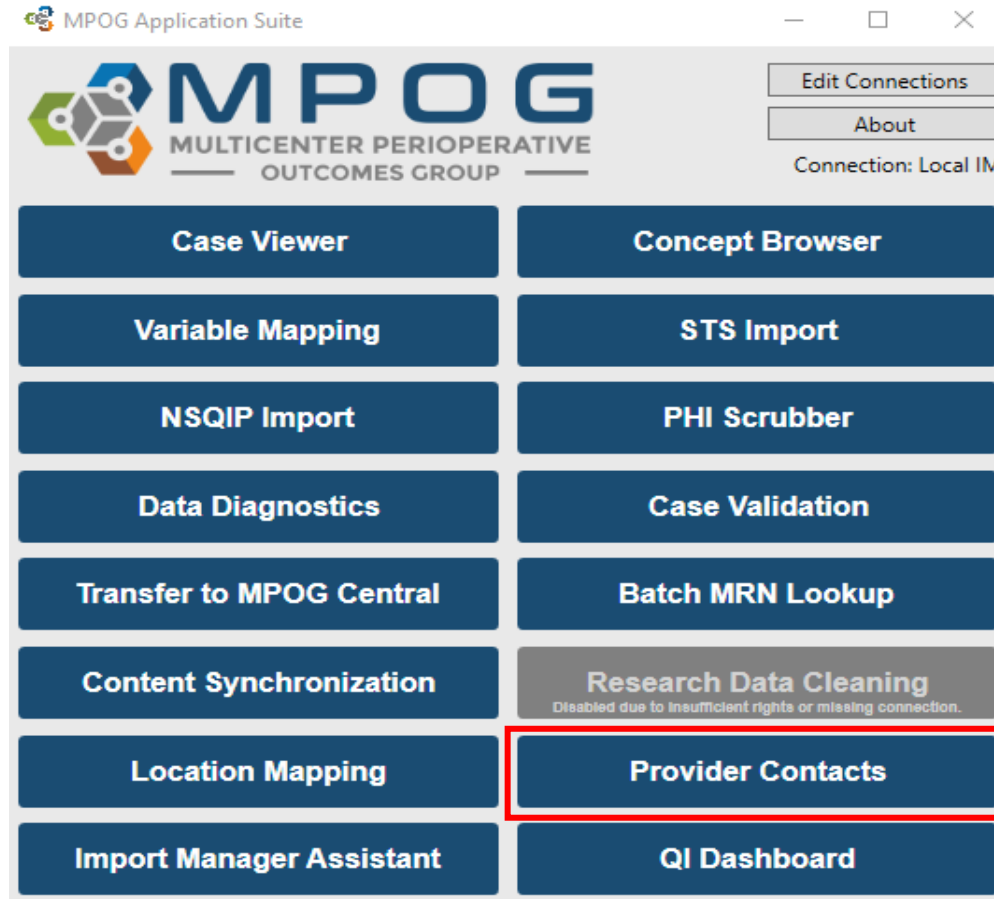 MPOG Application Suite
MPOG
MULTICENTER PERIOPERATIVE
OUTCOMES GROUP
Edit Connections
About
Connection: Local IM
Case Viewer
Concept Browser
Variable Mapping
STS Import
NSQIP Import
PHI Scrubber
Data Diagnostics
Case Validation
Transfer to MPOG Central
Batch MRN Lookup
Content Synchronization
Research Data Cleaning
Disabled due to insufficient rights or missing connection.
Location Mapping
Provider Contacts
Import Manager Assistant
QI Dashboard